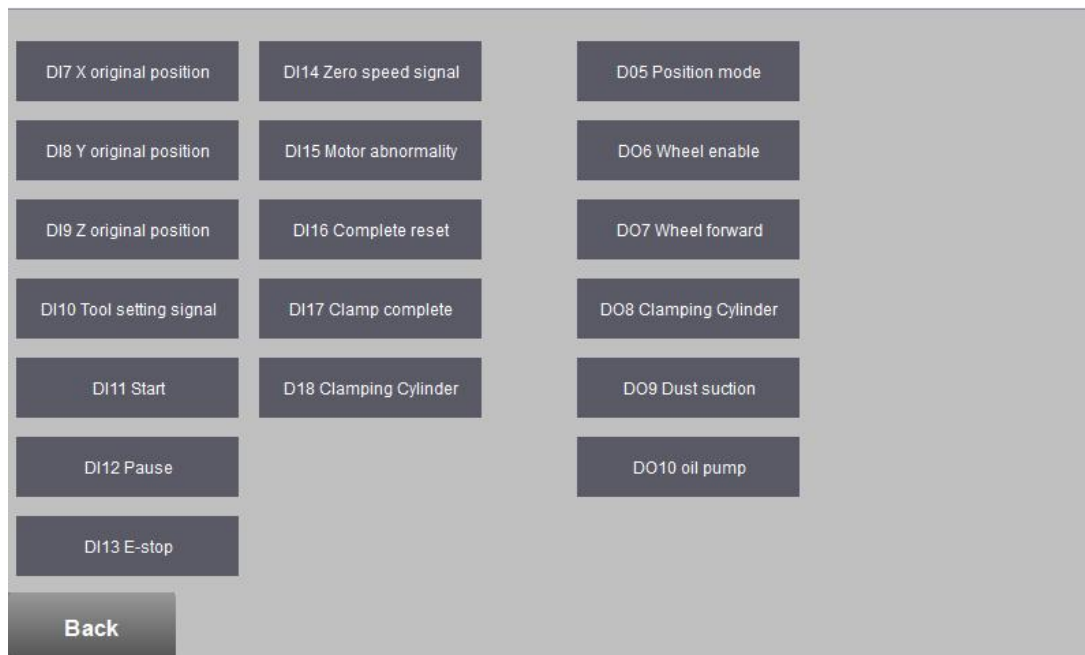 DI7 X original position
DI8 Y original position
DI9 Z original position
DI10 Tool setting signal
DI11 Start
DI12 Pause
DI13 E-stop
DI14 Zero speed signal
DI15 Motor abnormality
DI16 Complete reset
DI17 Clamp complete
D18 Clamping Cylinder
D05 Position mode
DO6 Wheel enable
DO7 Wheel forward
DO8 Clamping Cylinder
DO9 Dust suction
DO10 oil pump
Back